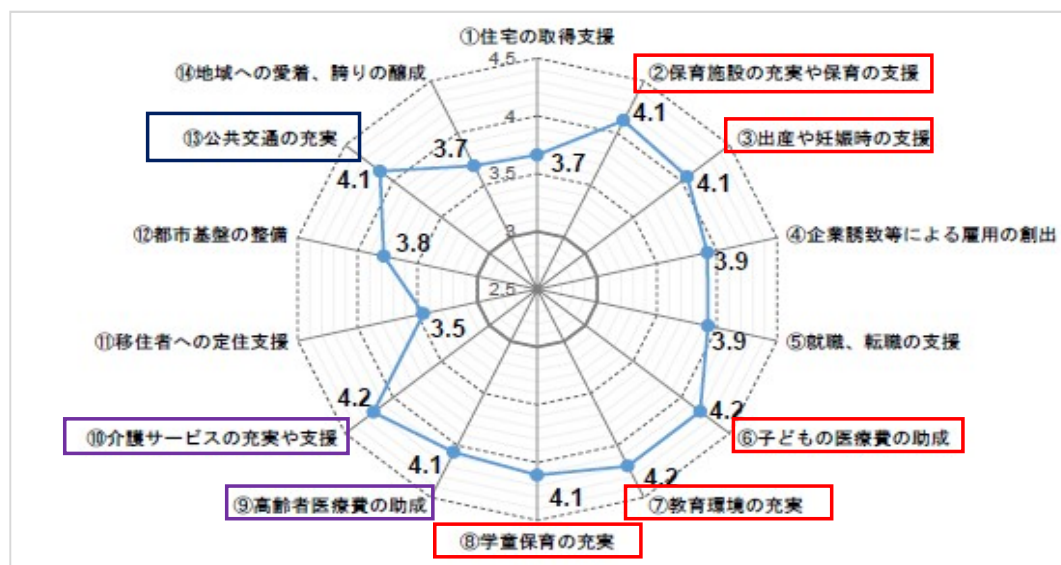 ①住宅の取得支援
②保育施設の充実や保育の支援
③出産や妊娠時の支援
④企業誘致等による雇用の創出
⑤就職、転職の支援
⑥子どもの医療費の助成
⑦教育環境の充実
⑧学童保育の充実
⑨高齢者医療費の助成
⑩介護サービスの充実や支援
⑪移住者への定住支援
⑫都市基盤の整備
⑬公共交通の充実
⑭地域への愛着、誇りの醸成
4.5
4
3.5
3
2.5
3.7
4.1
4.1
3.9
3.9
4.2
4.2
4.1
4.1
4.2
3.5
3.8
4.1
3.7